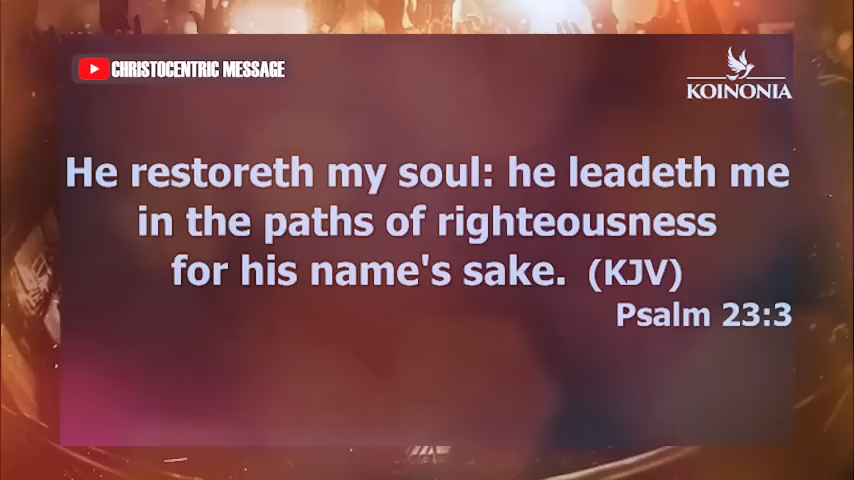 CHRISTOCENTRIC MESSAGE
KOINONIA
He restoreth my soul: he leadeth me
in the paths of righteousness
for his name's sake. (KJV)
Psalm 23:3